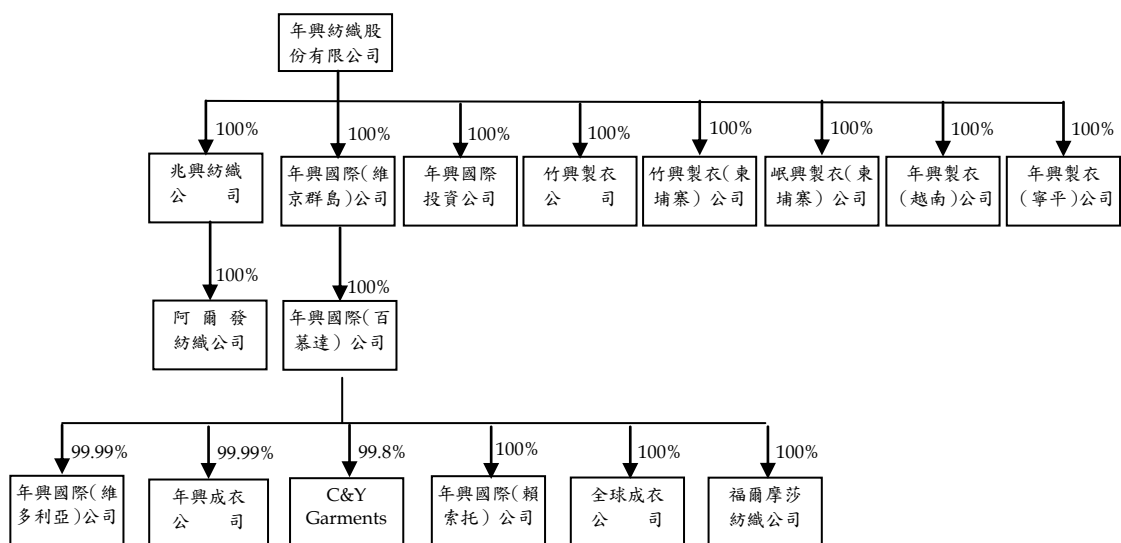 年興紡織股
份有限公司
100%
100%
100%
100%
100%
100%
100%
100%
兆興紡織
公 司
年興國際(維
京群島)公司
年興國際
投資公司
竹興製衣
公 司
竹興製衣(柬
埔寨)公司
岷興製衣(柬
埔寨)公司
年興製衣
(越南)公司
年興製衣
(寧平)公司
100%
100%
阿爾發
紡織公司
年興國際(百
慕達)公司
99.99%
99.99%
99.8%
100%
100%
100%
年興國際(維
多利亞)公司
年興成衣
公 司
C&Y
Garments
年興國際(賴
索托)公司
全球成衣
公 司
福爾摩莎
紡織公司